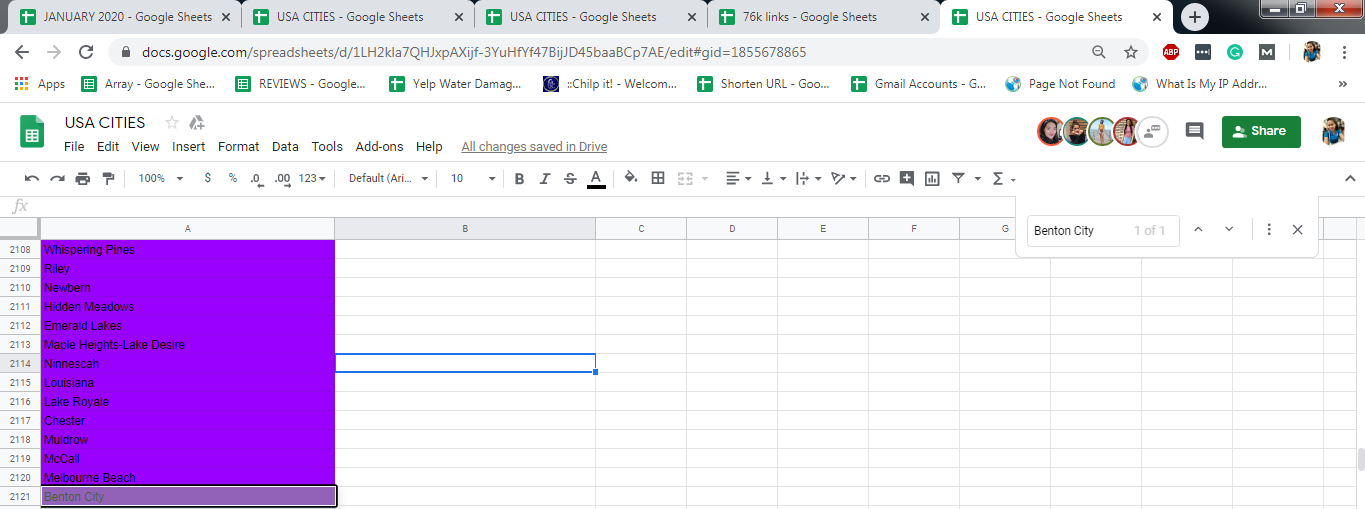 JANUARY 2020 - Google Sheets USA CITIES - Google Sheets USA CITIES - Google Sheets 76k links - Google Sheets USA CITIES - Google Sheets
docs.google.com/spreadsheets/d/1LH2kIa7QHJxpAXijf-3YuHfYf47BijJD45baaBCp7AE/edit#gid=1855678865 ABP G M
Apps Array - Google She... REVIEWS - Google... Yelp Water Damag... ::Chilp it! - Welcom... Shorten URL - Goo... Gmail Accounts - G... Page Not Found What Is My IP Addr... »
USA CITIES
File Edit View Insert Format Data Tools Add-ons Help All changes saved in Drive Share
100% $ % .0 .00 123 Default (Ari... 10 B I S A Σ
fx
A B C D E F G
Benton City 1 of 1
2108 Whispering Pines
2109 Riley
2110 Newbern
2111 Hidden Meadows
2112 Emerald Lakes
2113 Maple Heights-Lake Desire
2114 Ninnescah
2115 Louisiana
2116 Lake Royale
2117 Chester
2118 Muldrow
2119 McCall
2120 Melbourne Beach
2121 Benton City